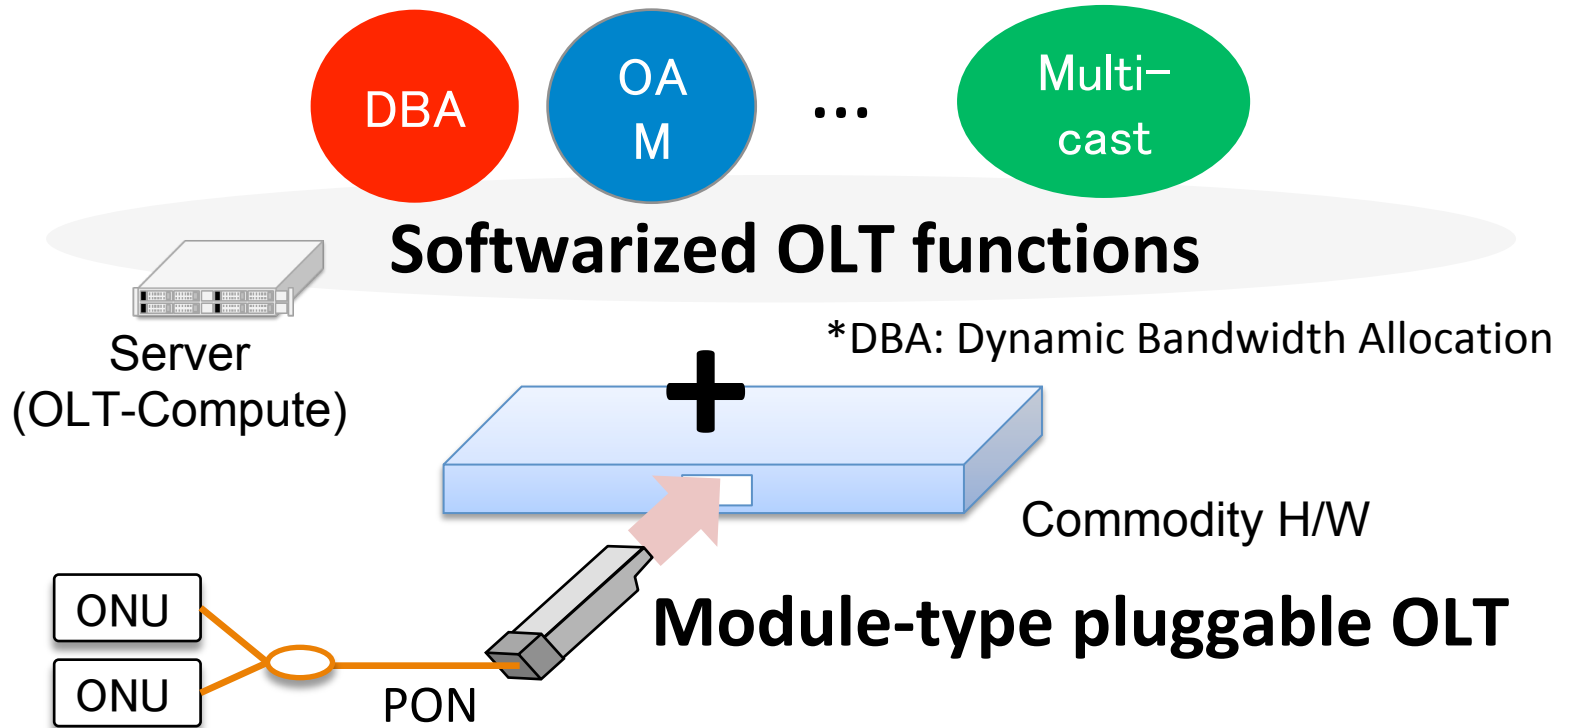 DBA
OA
M
...
Multi-
cast
Softwarized OLT functions
Server
(OLT-Compute)
*DBA: Dynamic Bandwidth Allocation
+
Commodity H/W
Module-type pluggable OLT
ONU
ONU
PON